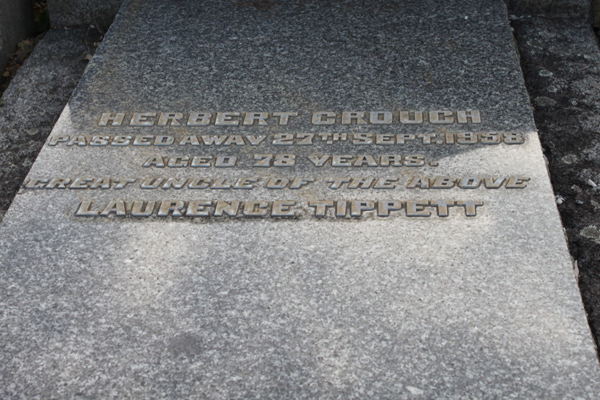 HERBERT CROUCH
PASSED AWAY 27TH SEPT. 1958
AGED 78 YEARS.
GREAT UNCLE OF THE ABOVE
LAURENCE TIPPETT